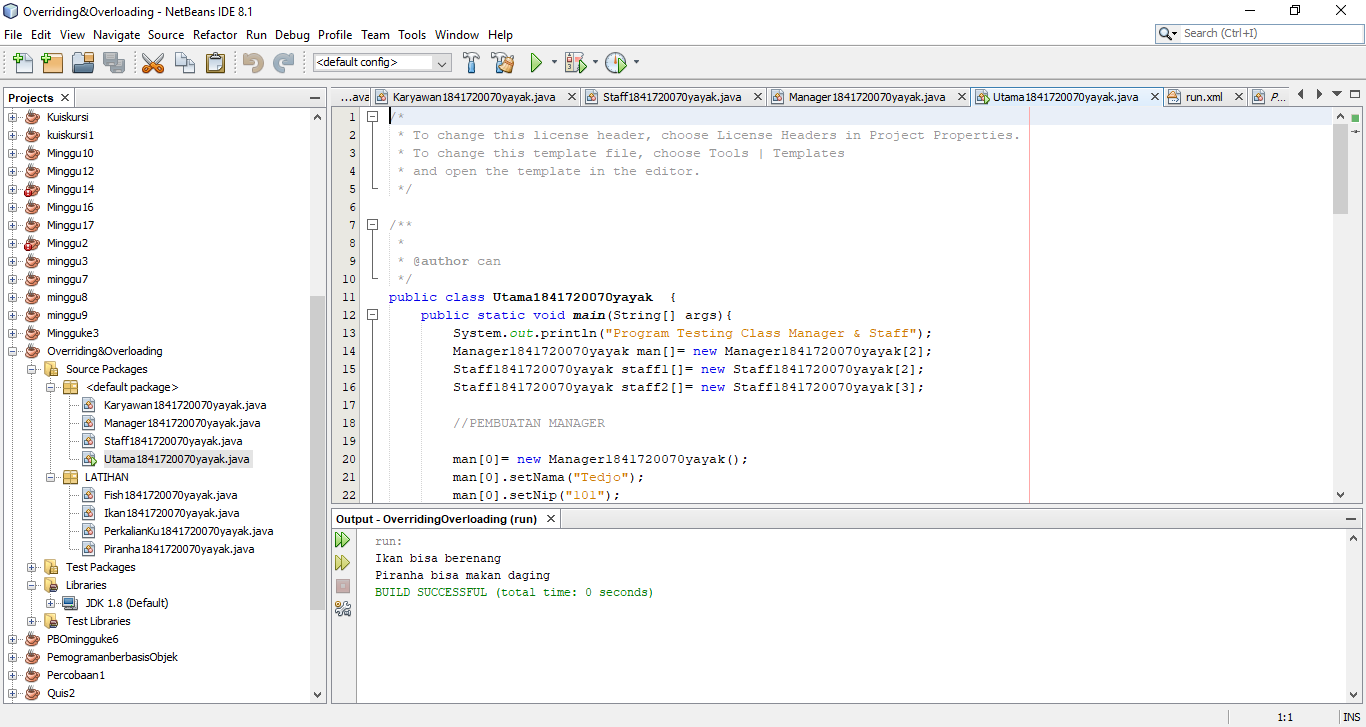 Overriding&Overloading - NetBeans IDE 8.1
File Edit View Navigate Source Refactor Run Debug Profile Team Tools Window Help
Search (Ctrl+I)
<default config>
Projects
Kuiskursi
kuiskursi1
Minggu10
Minggu12
Minggu14
Minggu16
Minggu17
Minggu2
minggu3
minggu7
minggu8
minggu9
Mingguke3
Overriding&Overloading
Source Packages
<default package>
Karyawan1841720070yayak.java
Manager1841720070yayak.java
Staff1841720070yayak.java
Utama1841720070yayak.java
LATIHAN
Fish1841720070yayak.java
Ikan1841720070yayak.java
PerkalianKu1841720070yayak.java
Piranha1841720070yayak.java
Test Packages
Libraries
JDK 1.8 (Default)
Test Libraries
PBOmingguke6
PemogramanberbasisObjek
Percobaan1
Quis2
...ava Karyawan1841720070yayak.java Staff1841720070yayak.java Manager1841720070yayak.java Utama1841720070yayak.java run.xml P...
1 /*
2 * To change this license header, choose License Headers in Project Properties.
3 * To change this template file, choose Tools | Templates
4 * and open the template in the editor.
5 */
6
7 /**
8 *
9 * @author can
10 */
11 public class Utama1841720070yayak {
12 public static void main(String[] args){
13 System.out.println("Program Testing Class Manager & Staff");
14 Manager1841720070yayak man[]= new Manager1841720070yayak[2];
15 Staff1841720070yayak staff1[]= new Staff1841720070yayak[2];
16 Staff1841720070yayak staff2[]= new Staff1841720070yayak[3];
17
18 //PEMBUATAN MANAGER
19
20 man[0]= new Manager1841720070yayak();
21 man[0].setNama("Tedjo");
22 man[0].setNip("101");
Output - OverridingOverloading (run)
run:
Ikan bisa berenang
Piranha bisa makan daging
BUILD SUCCESSFUL (total time: 0 seconds)
1:1 INS